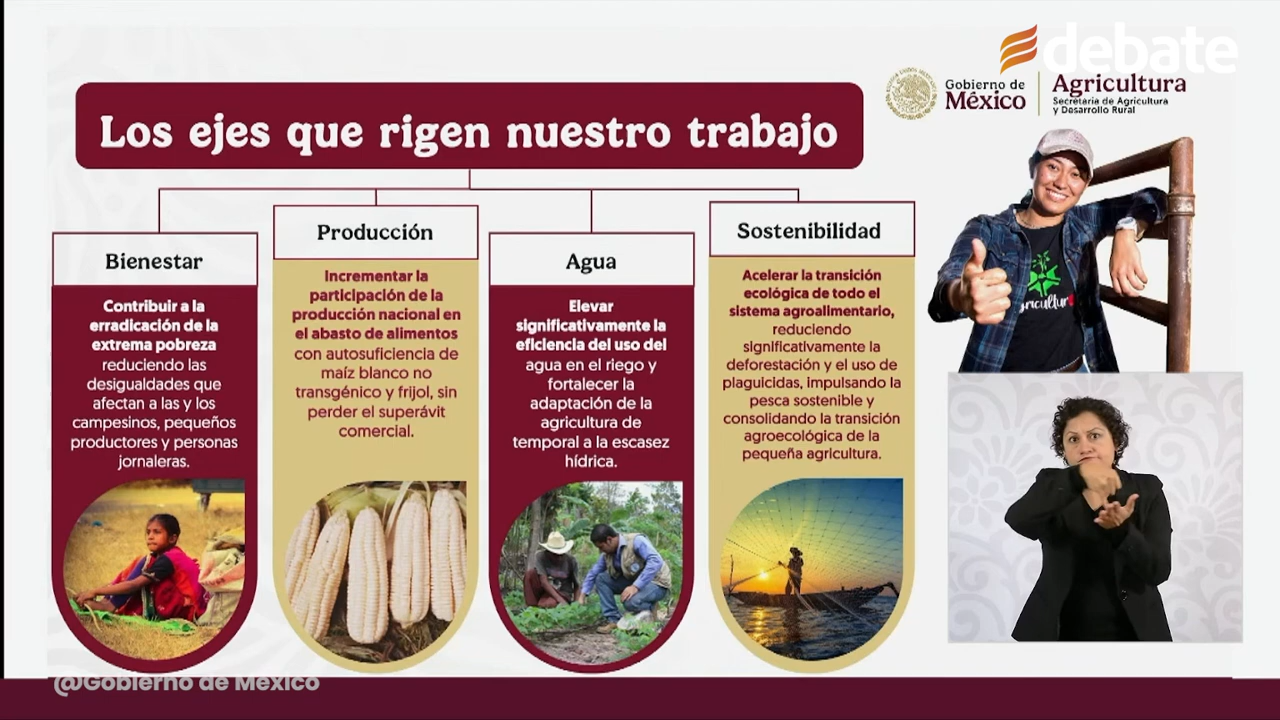 debate
Gobierno de
México
Agricultura
Secretaría de Agricultura
y Desarrollo Rural
Los ejes que rigen nuestro trabajo
Bienestar
Contribuir a la
erradicación de la
extrema pobreza
reduciendo las
desigualdades que
afectan a las y los
campesinos, pequeños
productores y personas
jornaleras.
Producción
Incrementar la
participación de la
producción nacional en
el abasto de alimentos
con autosuficiencia de
maíz blanco no
transgénico y frijol, sin
perder el superávit
comercial.
Agua
Elevar
significativamente la
eficiencia del uso del
agua en el riego y
fortalecer la
adaptación de la
agricultura de
temporal a la escasez
hídrica.
Sostenibilidad
Acelerar la transición
ecológica de todo el
sistema agroalimentario,
reduciendo
significativamente la
deforestación y el uso de
plaguicidas, impulsando la
pesca sostenible y
consolidando la transición
agroecológica de la
pequeña agricultura.
@Gobierno de México